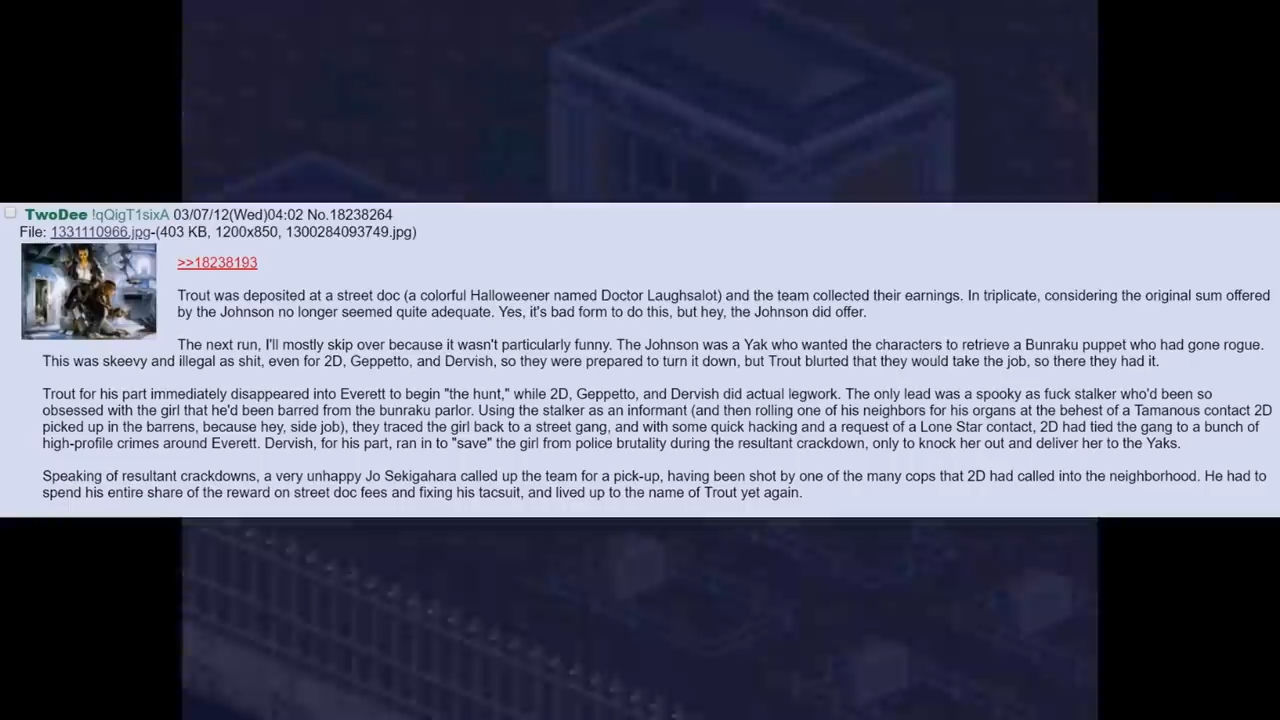 TwoDee !qQigT1sixA 03/07/12(Wed)04:02 No.18238264
File: 1331110966.jpg-(403 KB, 1200x850, 1300284093749.jpg)
>>18238193
Trout was deposited at a street doc (a colorful Halloweener named Doctor Laughsalot) and the team collected their earnings. In triplicate, considering the original sum offered
by the Johnson no longer seemed quite adequate. Yes, it's bad form to do this, but hey, the Johnson did offer.
The next run, I'll mostly skip over because it wasn't particularly funny. The Johnson was a Yak who wanted the characters to retrieve a Bunraku puppet who had gone rogue.
This was skeevy and illegal as shit, even for 2D, Geppetto, and Dervish, so they were prepared to turn it down, but Trout blurted that they would take the job, so there they had it.
Trout for his part immediately disappeared into Everett to begin "the hunt," while 2D, Geppetto, and Dervish did actual legwork. The only lead was a spooky as fuck stalker who'd been so
obsessed with the girl that he'd been barred from the bunraku parlor. Using the stalker as an informant (and then rolling one of his neighbors for his organs at the behest of a Tamanous contact 2D
picked up in the barrens, because hey, side job), they traced the girl back to a street gang, and with some quick hacking and a request of a Lone Star contact, 2D had tied the gang to a bunch of
high-profile crimes around Everett. Dervish, for his part, ran in to "save" the girl from police brutality during the resultant crackdown, only to knock her out and deliver her to the Yaks.
Speaking of resultant crackdowns, a very unhappy Jo Sekigahara called up the team for a pick-up, having been shot by one of the many cops that 2D had called into the neighborhood. He had to
spend his entire share of the reward on street doc fees and fixing his tacsuit, and lived up to the name of Trout yet again.